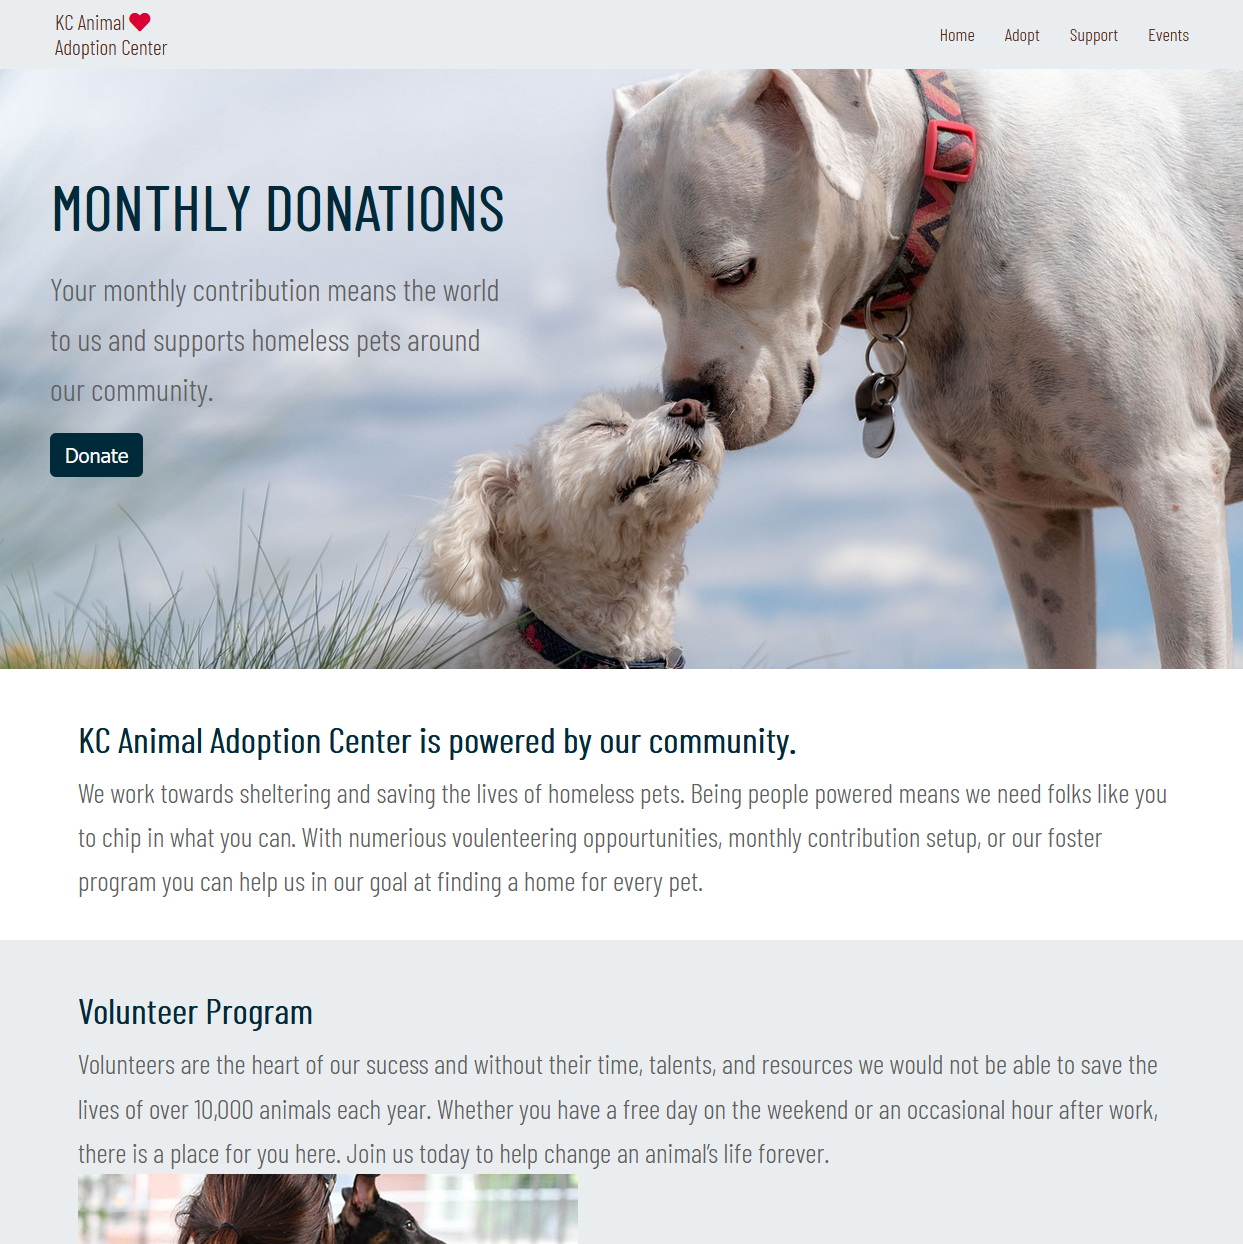 KC Animal
Adoption Center
Home Adopt Support Events
MONTHLY DONATIONS
Your monthly contribution means the world
to us and supports homeless pets around
our community.
Donate
KC Animal Adoption Center is powered by our community.
We work towards sheltering and saving the lives of homeless pets. Being people powered means we need folks like you
to chip in what you can. With numerious voulenteering oppourtunities, monthly contribution setup, or our foster
program you can help us in our goal at finding a home for every pet.
Volunteer Program
Volunteers are the heart of our sucess and without their time, talents, and resources we would not be able to save the
lives of over 10,000 animals each year. Whether you have a free day on the weekend or an occasional hour after work,
there is a place for you here. Join us today to help change an animal's life forever.